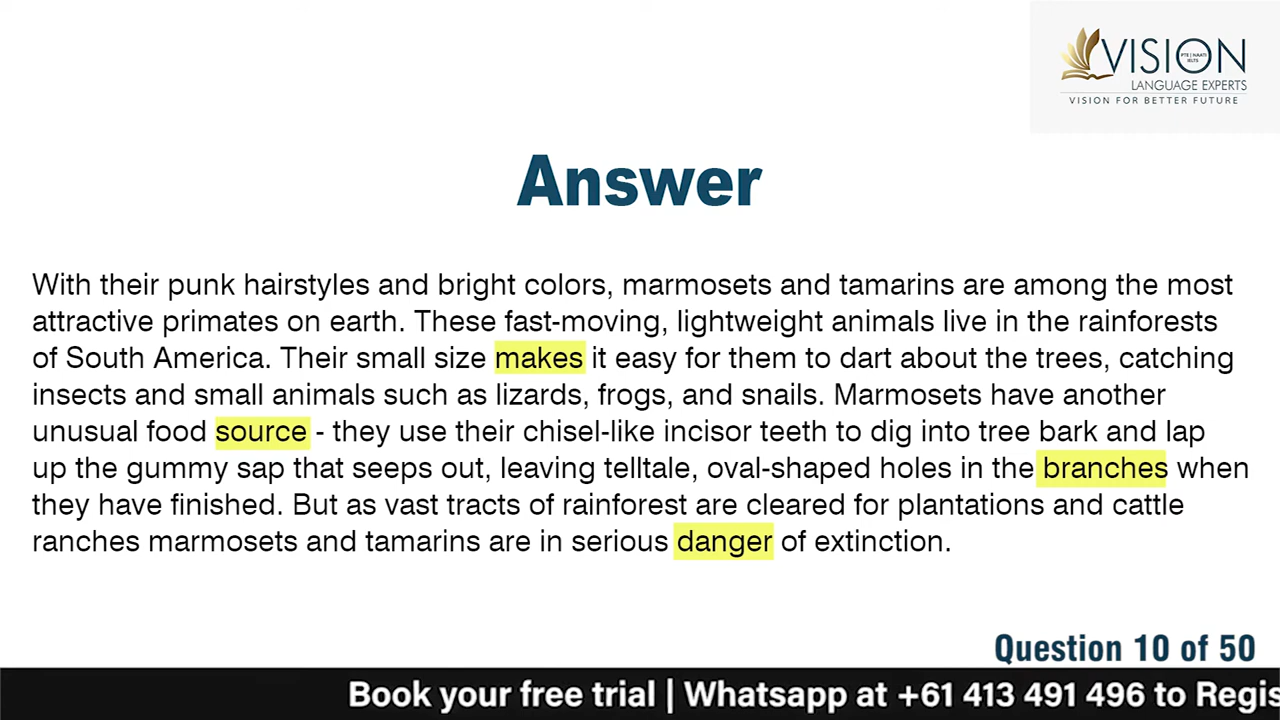 VISION
PTE | NAATI
IELTS
LANGUAGE EXPERTS
VISION FOR BETTER FUTURE
Answer
With their punk hairstyles and bright colors, marmosets and tamarins are among the most
attractive primates on earth. These fast-moving, lightweight animals live in the rainforests
of South America. Their small size makes it easy for them to dart about the trees, catching
insects and small animals such as lizards, frogs, and snails. Marmosets have another
unusual food source - they use their chisel-like incisor teeth to dig into tree bark and lap
up the gummy sap that seeps out, leaving telltale, oval-shaped holes in the branches when
they have finished. But as vast tracts of rainforest are cleared for plantations and cattle
ranches marmosets and tamarins are in serious danger of extinction.
Question 10 of 50
Book your free trial | Whatsapp at +61 413 491 496 to Regis